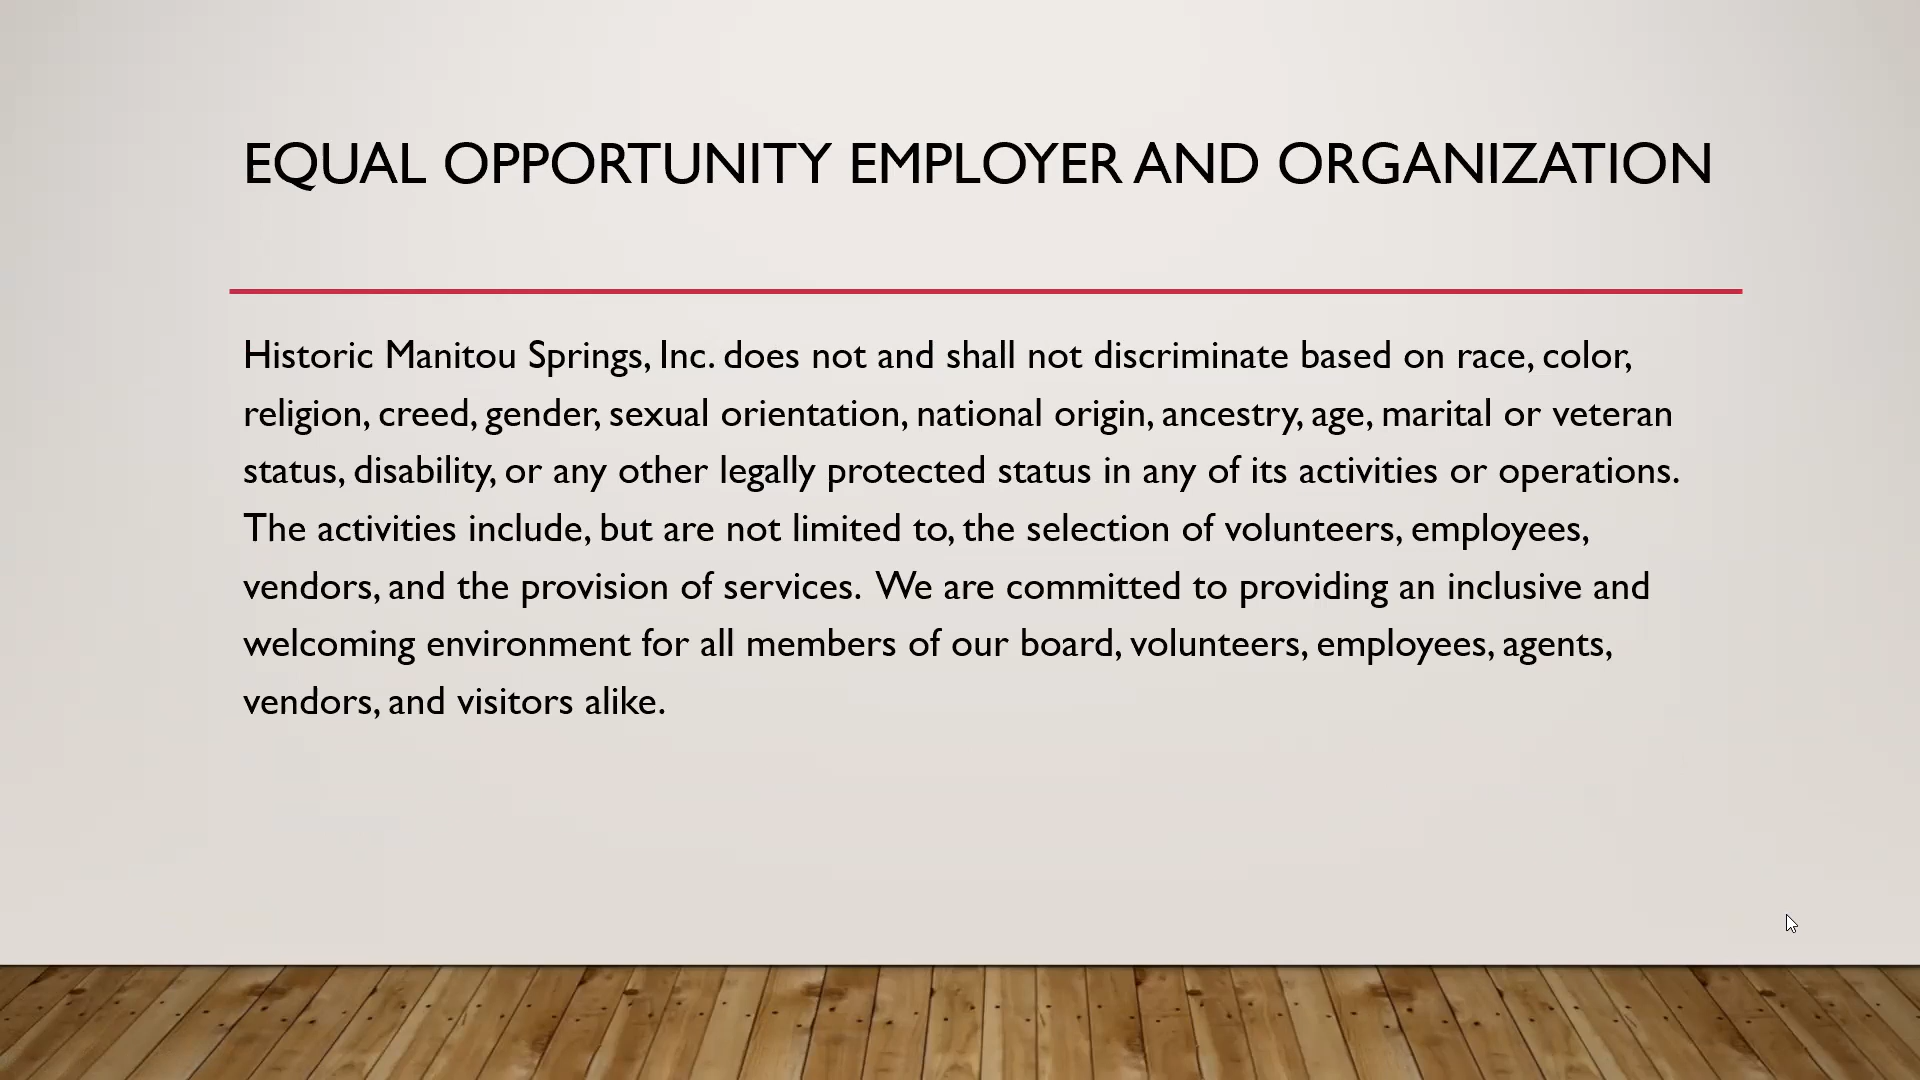 EQUAL OPPORTUNITY EMPLOYER AND ORGANIZATION
Historic Manitou Springs, Inc. does not and shall not discriminate based on race, color,
religion, creed, gender, sexual orientation, national origin, ancestry, age, marital or veteran
status, disability, or any other legally protected status in any of its activities or operations.
The activities include, but are not limited to, the selection of volunteers, employees,
vendors, and the provision of services.  We are committed to providing an inclusive and
welcoming environment for all members of our board, volunteers, employees, agents,
vendors, and visitors alike.